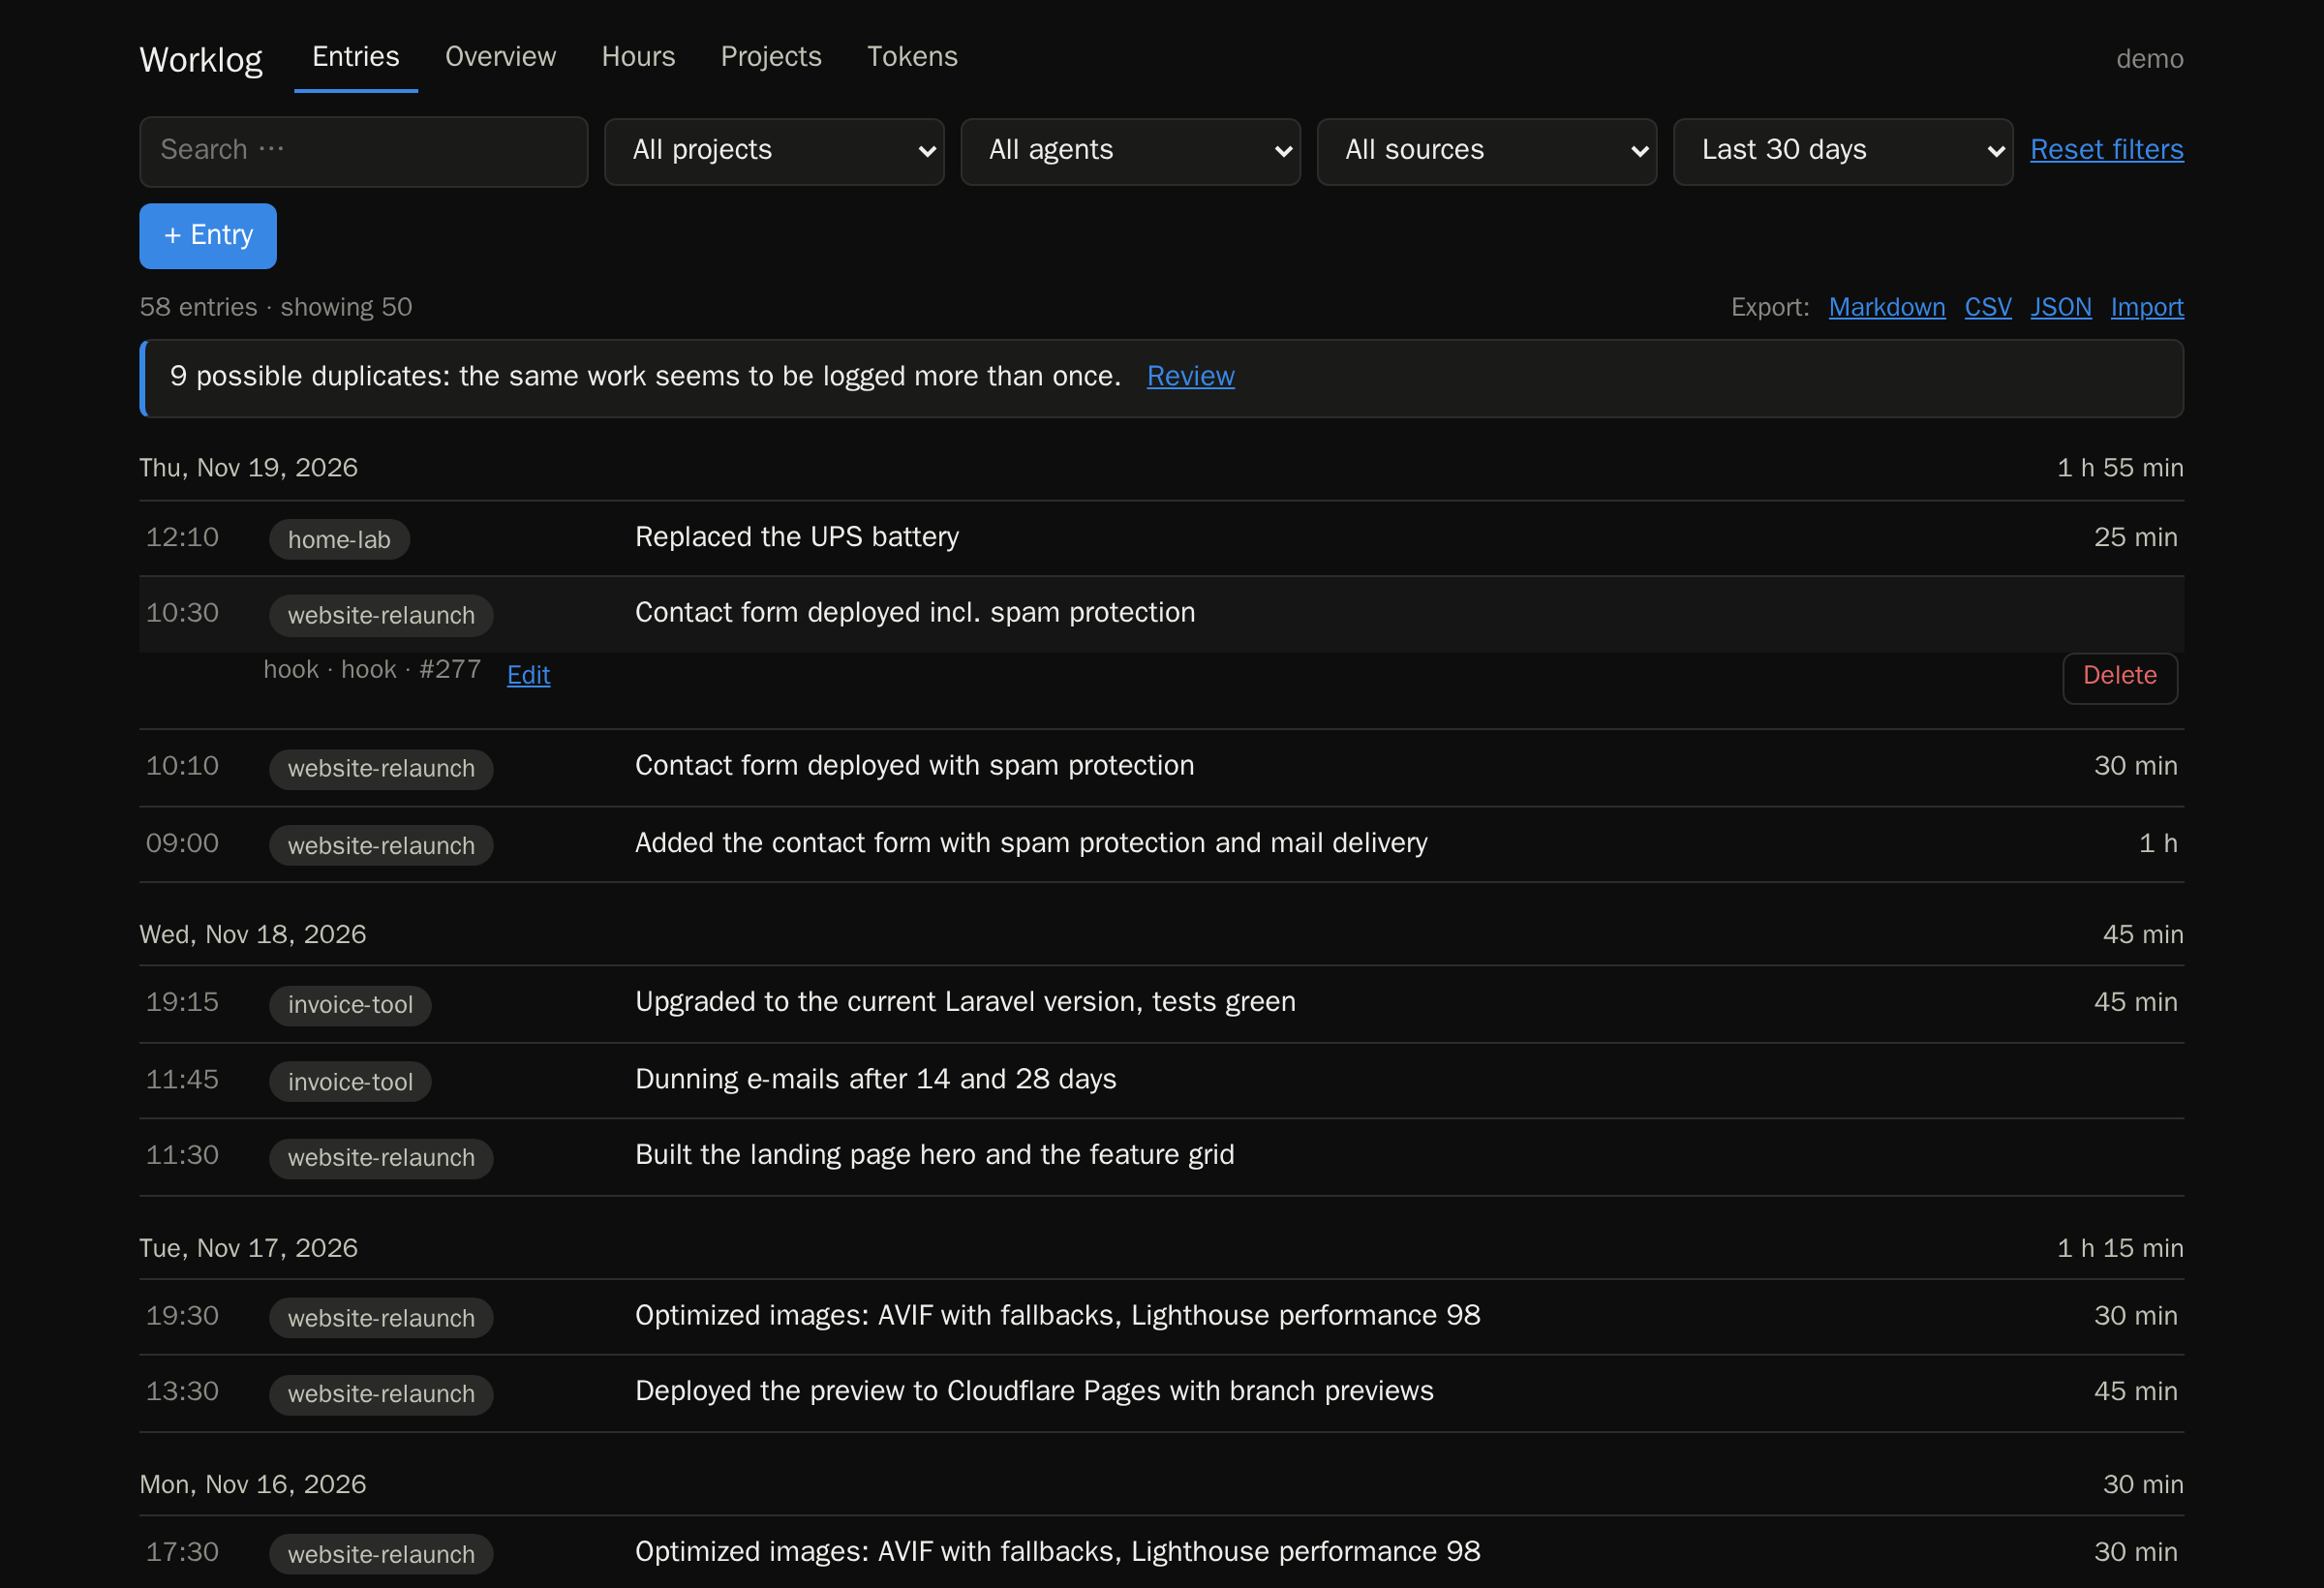 Worklog Entries Overview Hours Projects Tokens demo
Search ··· All projects All agents All sources Last 30 days Reset filters
+ Entry
58 entries · showing 50 Export: Markdown CSV JSON Import
9 possible duplicates: the same work seems to be logged more than once. Review
Thu, Nov 19, 2026 1 h 55 min
12:10 home-lab Replaced the UPS battery 25 min
10:30 website-relaunch Contact form deployed incl. spam protection
hook · hook · #277 Edit Delete
10:10 website-relaunch Contact form deployed with spam protection 30 min
09:00 website-relaunch Added the contact form with spam protection and mail delivery 1 h
Wed, Nov 18, 2026 45 min
19:15 invoice-tool Upgraded to the current Laravel version, tests green 45 min
11:45 invoice-tool Dunning e-mails after 14 and 28 days
11:30 website-relaunch Built the landing page hero and the feature grid
Tue, Nov 17, 2026 1 h 15 min
19:30 website-relaunch Optimized images: AVIF with fallbacks, Lighthouse performance 98 30 min
13:30 website-relaunch Deployed the preview to Cloudflare Pages with branch previews 45 min
Mon, Nov 16, 2026 30 min
17:30 website-relaunch Optimized images: AVIF with fallbacks, Lighthouse performance 98 30 min